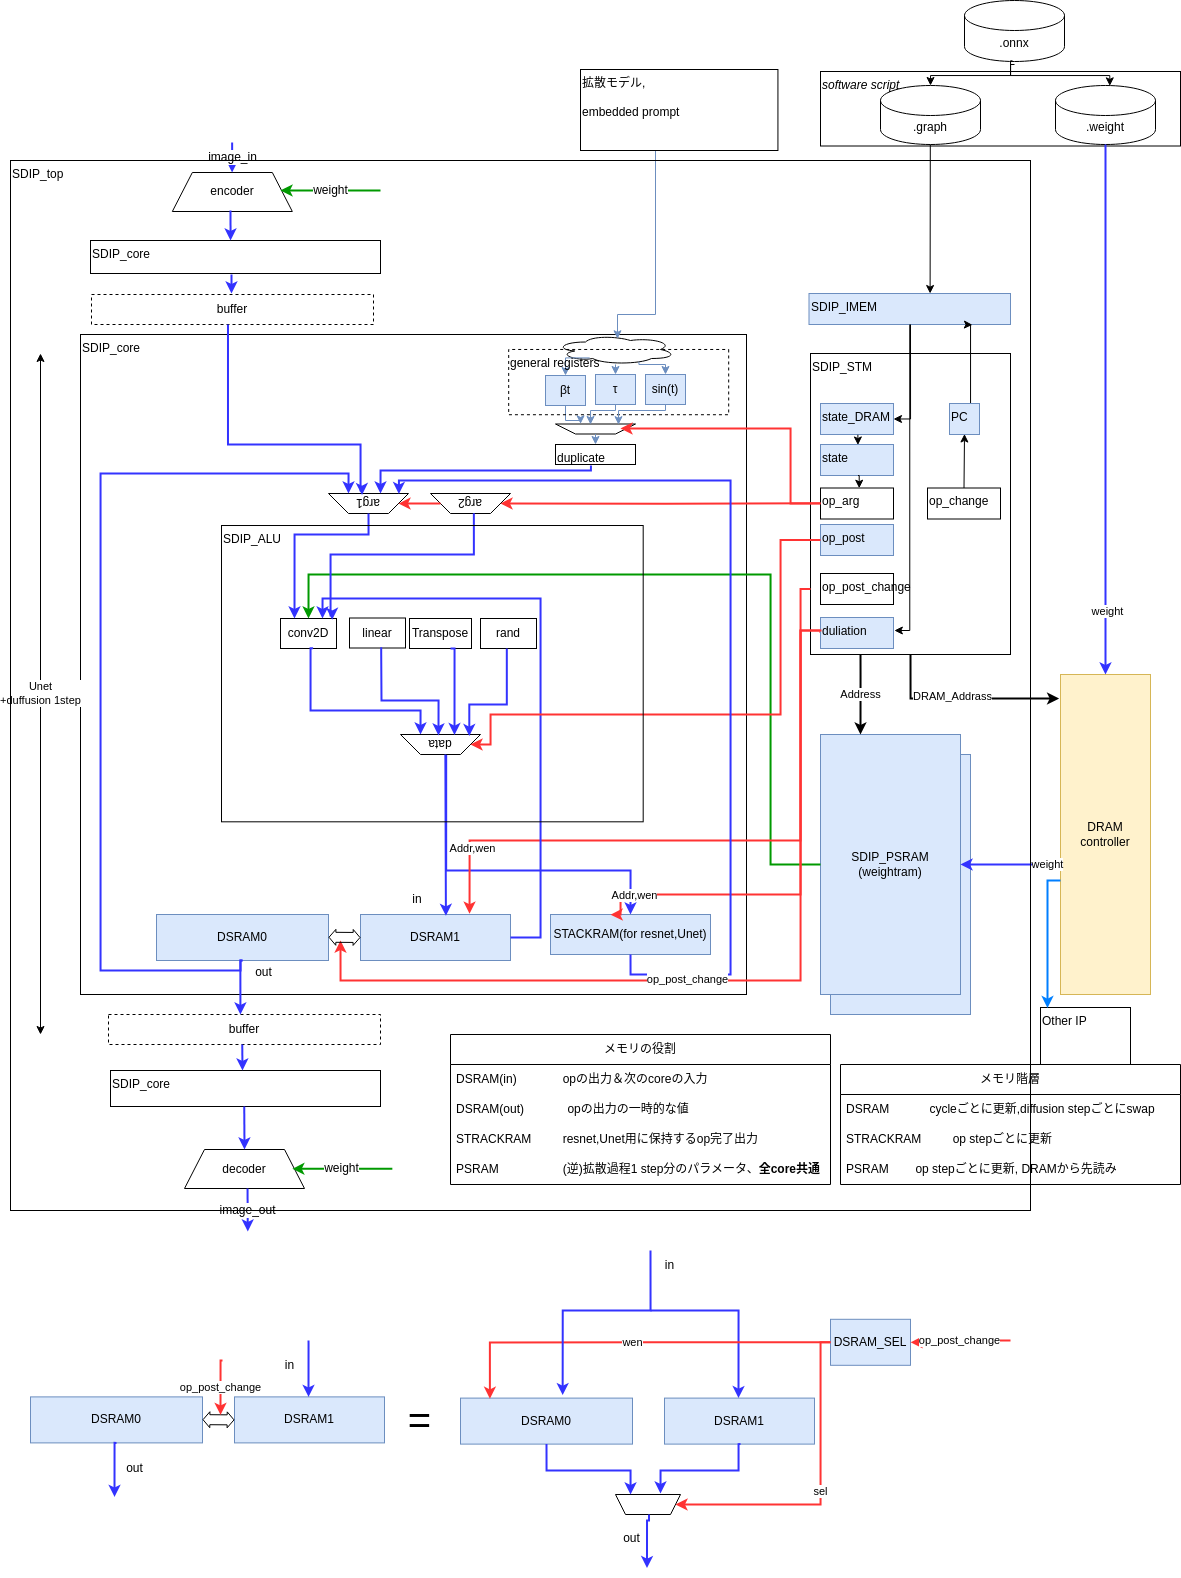 .onnx
software script
.graph
.weight
拡散モデル,
embedded prompt
image_in
SDIP_top
encoder
weight
SDIP_core
buffer
SDIP_core
general registers
βt
τ
sin(t)
duplicate
arg1
arg2
SDIP_IMEM
SDIP_STM
state_DRAM
PC
state
op_arg
op_change
op_post
op_post_change
duliation
SDIP_ALU
conv2D
linear
Transpose
rand
data
weight
Unet
+duffusion 1step
Address
DRAM_Addrass
Addr,wen
in
Addr,wen
SDIP_PSRAM
(weightram)
DRAM
controller
weight
DSRAM0
DSRAM1
STACKRAM(for resnet,Unet)
out
op_post_change
buffer
Other IP
SDIP_core
decoder
weight
image_out
メモリの役割
DSRAM(in) opの出力＆次のcoreの入力
DSRAM(out) opの出力の一時的な値
STRACKRAM resnet,Unet用に保持するop完了出力
PSRAM (逆)拡散過程1 step分のパラメータ、全core共通
メモリ階層
DSRAM cycleごとに更新,diffusion stepごとにswap
STRACKRAM op stepごとに更新
PSRAM op stepごとに更新, DRAMから先読み
in
op_post_change
DSRAM0
DSRAM1
out
=
in
wen
DSRAM_SEL
op_post_change
DSRAM0
DSRAM1
sel
out